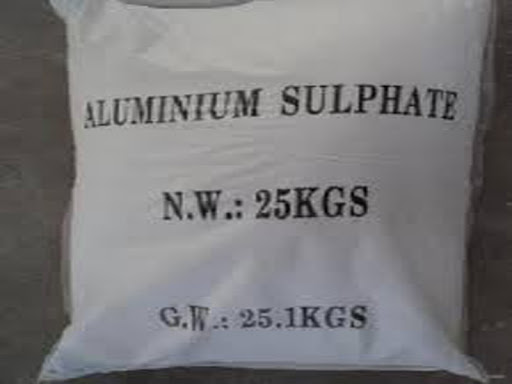 ALUMINIUM SULPHATE
N.W.: 25KGS
G.W.: 25.1KGS